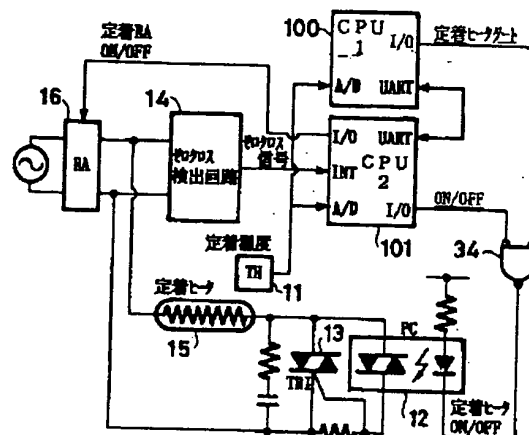 定着RA
ON/OFF
16
RA
14
ゼロクロス
検出回路
ゼロクロス
信号
100
CPU
1
I/O
A/D
UART
定着ヒータゲート
I/O
UART
INT
CPU
2
A/D
I/O
101
ON/OFF
34
定着温度
TH
11
定着ヒータ
15
13
TRI
PC
12
定着ヒータ
ON/OFF